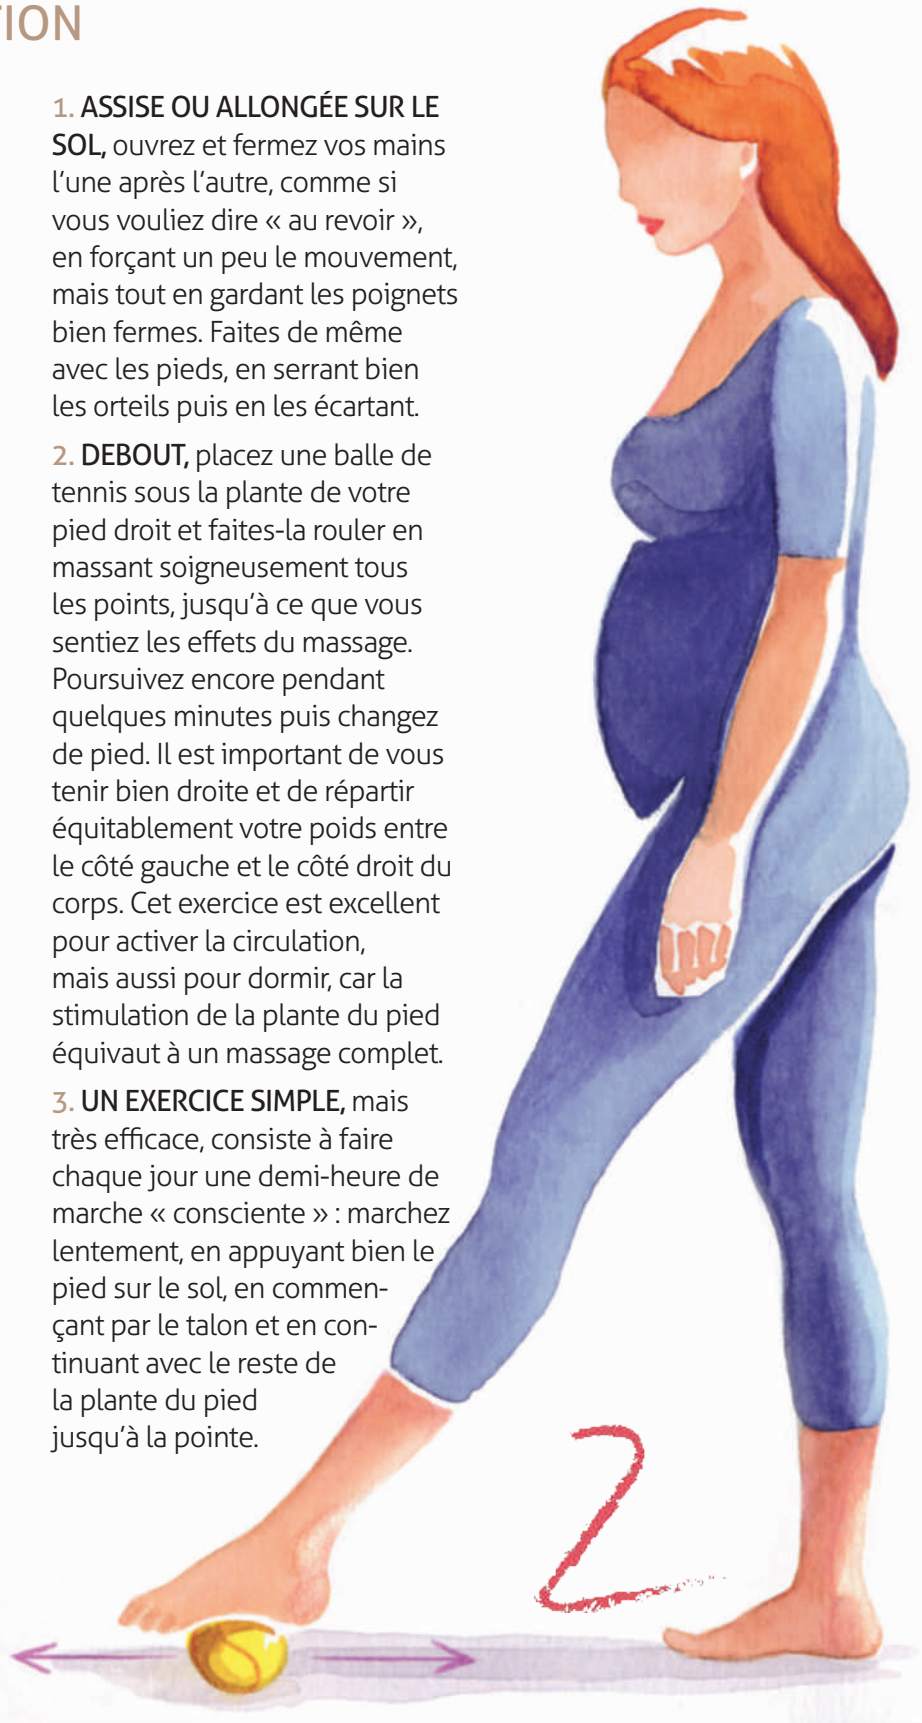 TION
1. ASSISE OU ALLONGÉE SUR LE
SOL, ouvrez et fermez vos mains
l’une après l’autre, comme si
vous vouliez dire « au revoir »,
en forçant un peu le mouvement,
mais tout en gardant les poignets
bien fermes. Faites de même
avec les pieds, en serrant bien
les orteils puis en les écartant.
2. DEBOUT, placez une balle de
tennis sous la plante de votre
pied droit et faites-la rouler en
massant soigneusement tous
les points, jusqu’à ce que vous
sentiez les effets du massage.
Poursuivez encore pendant
quelques minutes puis changez
de pied. Il est important de vous
tenir bien droite et de répartir
équitablement votre poids entre
le côté gauche et le côté droit du
corps. Cet exercice est excellent
pour activer la circulation,
mais aussi pour dormir, car la
stimulation de la plante du pied
équivaut à un massage complet.
3. UN EXERCICE SIMPLE, mais
très efficace, consiste à faire
chaque jour une demi-heure de
marche « consciente » : marchez
lentement, en appuyant bien le
pied sur le sol, en commen-
çant par le talon et en con-
tinuant avec le reste de
la plante du pied
jusqu’à la pointe.
2